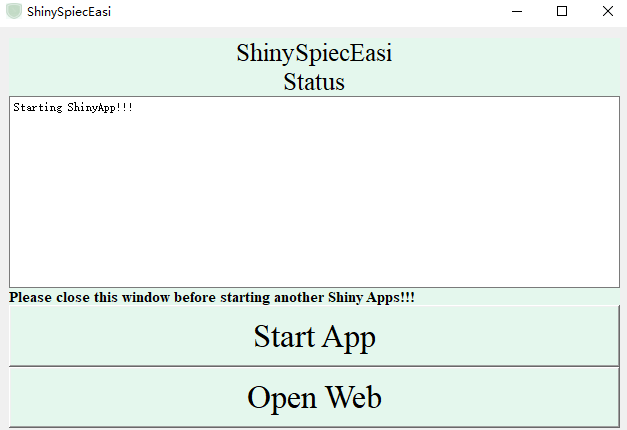 ShinySpiecEasi
ShinySpiecEasi
Status
Starting ShinyApp!!!
Please close this window before starting another Shiny Apps!!!
Start App
Open Web